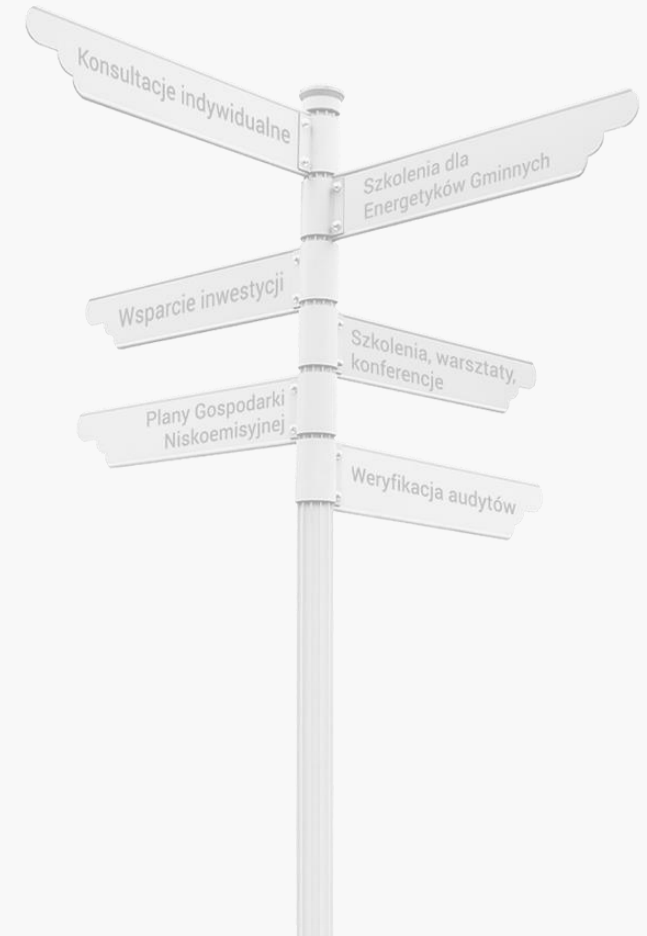 Konsultacje indywidualne
Szkolenia dla
Energetyków Gminnych
Wsparcie inwestycji
Szkolenia, warsztaty,
konferencje
Plany Gospodarki
Niskoemisyjnej
Weryfikacja audytów